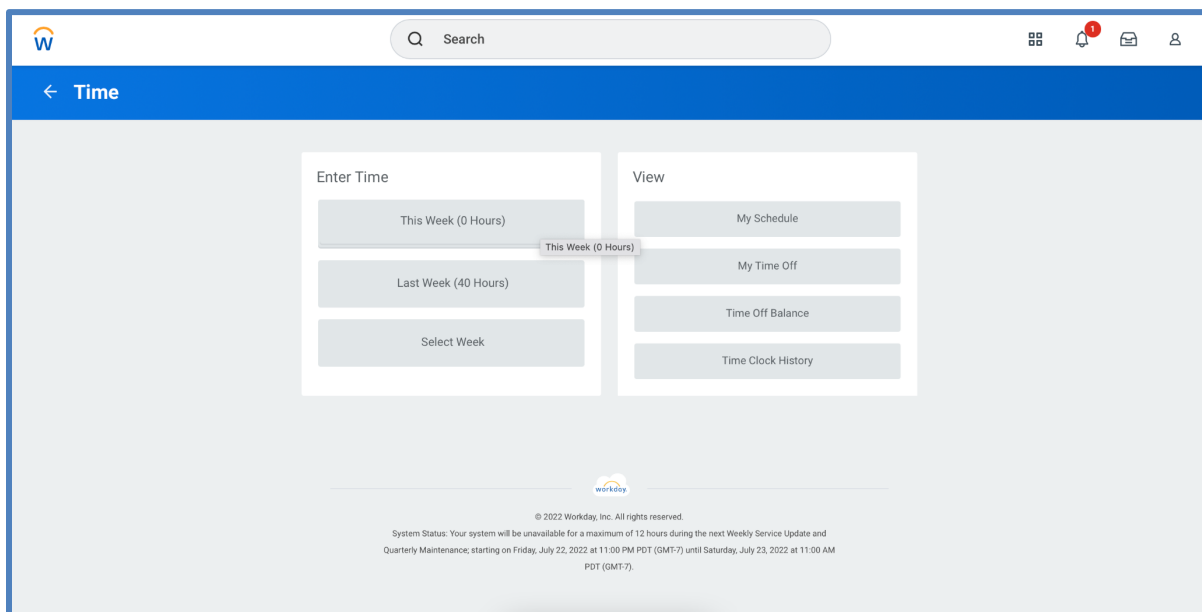 W
Search
1
Time
Enter Time
This Week (0 Hours)
This Week (0 Hours)
Last Week (40 Hours)
Select Week
View
My Schedule
My Time Off
Time Off Balance
Time Clock History
workday.
© 2022 Workday, Inc. All rights reserved.
System Status: Your system will be unavailable for a maximum of 12 hours during the next Weekly Service Update and
Quarterly Maintenance; starting on Friday, July 22, 2022 at 11:00 PM PDT (GMT-7) until Saturday, July 23, 2022 at 11:00 AM
PDT (GMT-7).